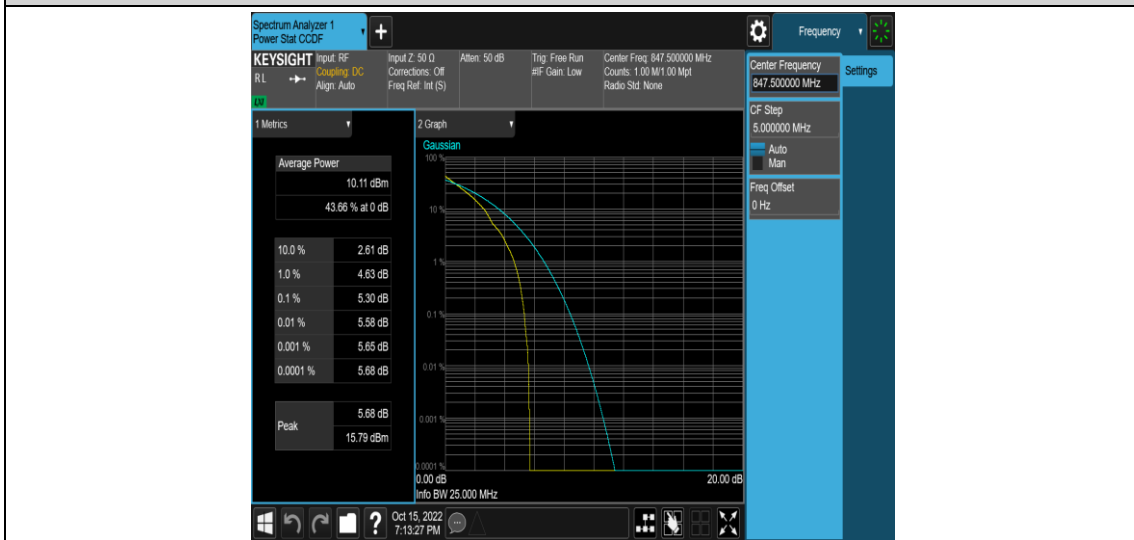 Spectrum Analyzer 1
Power Stat CCDF
Frequency
KEYSIGHT
RL
Input: RF
Coupling: DC
Align: Auto
Input Z: 50 Ω
Corrections: Off
Freq Ref: Int (S)
Atten: 50 dB
Trig: Free Run
#IF Gain: Low
Center Freq: 847.500000 MHz
Counts: 1.00 M/1.00 Mpt
Radio Std: None
Center Frequency
847.500000 MHz
Settings
CF Step
5.000000 MHz
Auto
Man
Freq Offset
0 Hz
1 Metrics
Average Power
10.11 dBm
43.66 % at 0 dB
10.0 % 2.61 dB
1.0 % 4.63 dB
0.1 % 5.30 dB
0.01 % 5.58 dB
0.001 % 5.65 dB
0.0001 % 5.68 dB
Peak
5.68 dB
15.79 dBm
2 Graph
Gaussian
100 %
10 %
1 %
0.1 %
0.01 %
0.001 %
0.0001 %
0.00 dB 20.00 dB
Info BW 25.000 MHz
?
Oct 15, 2022
7:13:27 PM